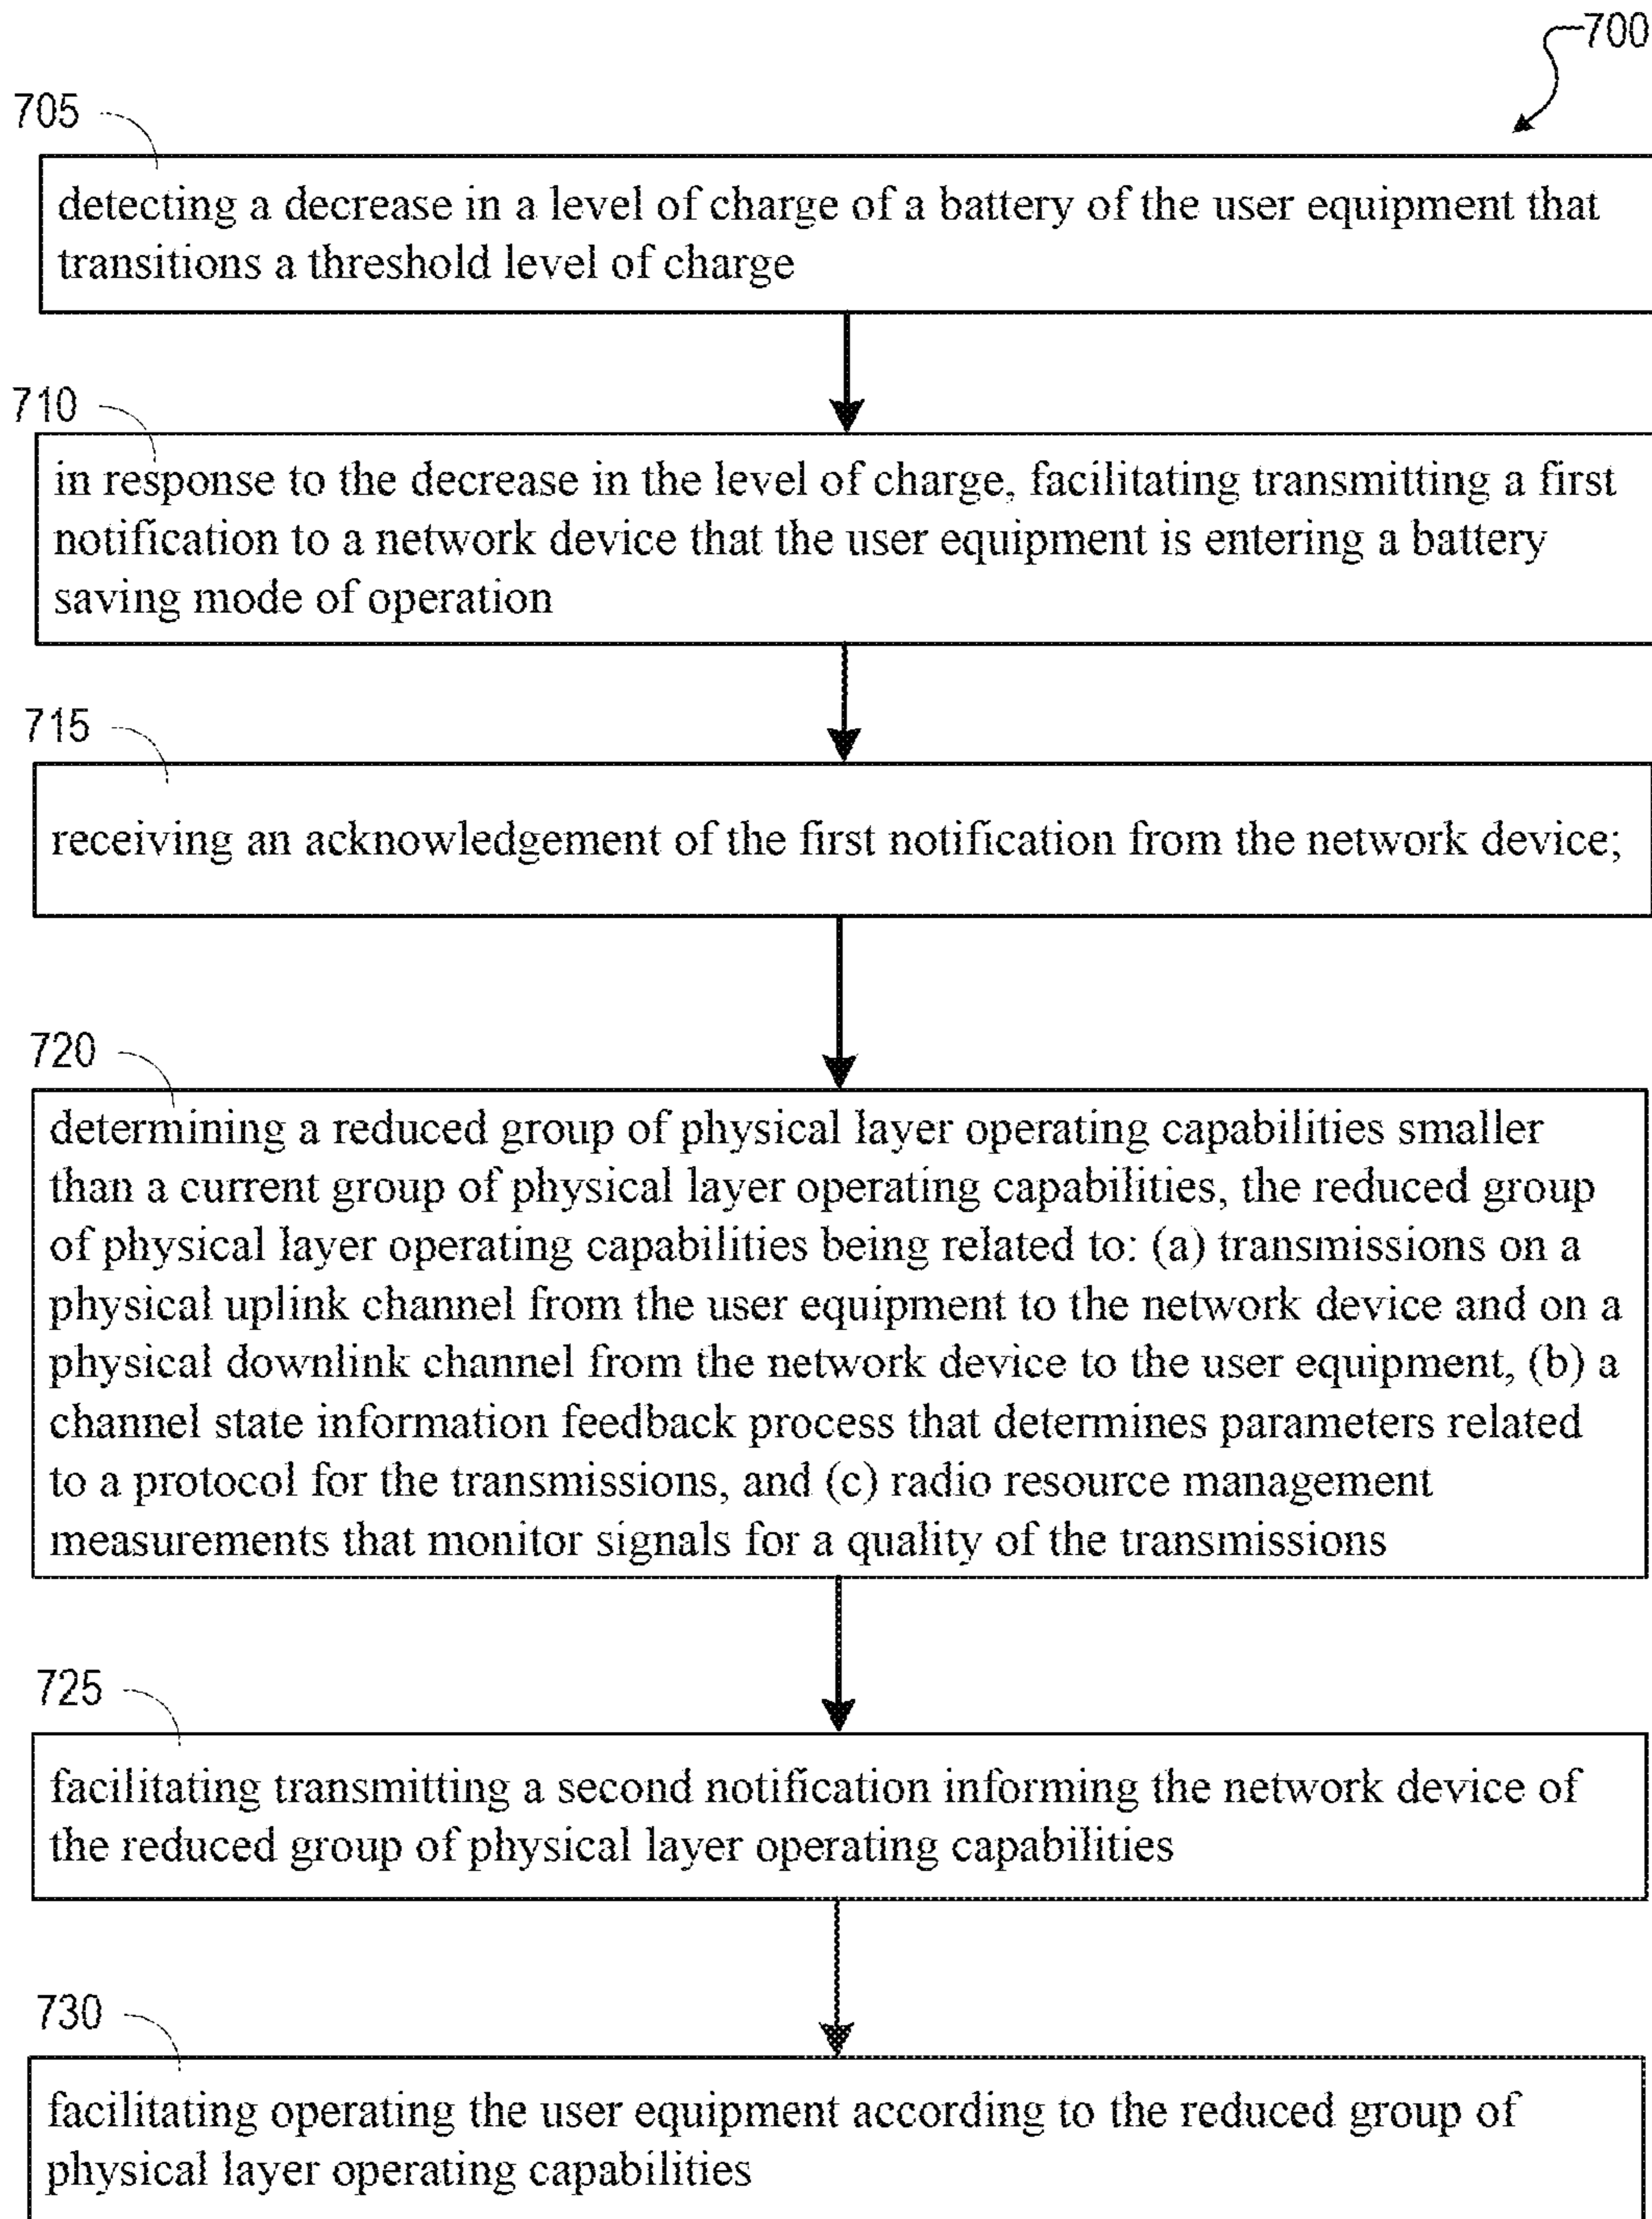 700
705
detecting a decrease in a level of charge of a battery of the user equipment that
transitions a threshold level of charge
710
in response to the decrease in the level of charge, facilitating transmitting a first
notification to a network device that the user equipment is entering a battery
saving mode of operation
715
receiving an acknowledgement of the first notification from the network device;
720
determining a reduced group of physical layer operating capabilities smaller
than a current group of physical layer operating capabilities, the reduced group
of physical layer operating capabilities being related to: (a) transmissions on a
physical uplink channel from the user equipment to the network device and on a
physical downlink channel from the network device to the user equipment, (b) a
channel state information feedback process that determines parameters related
to a protocol for the transmissions, and (c) radio resource management
measurements that monitor signals for a quality of the transmissions
725
facilitating transmitting a second notification informing the network device of
the reduced group of physical layer operating capabilities
730
facilitating operating the user equipment according to the reduced group of
physical layer operating capabilities